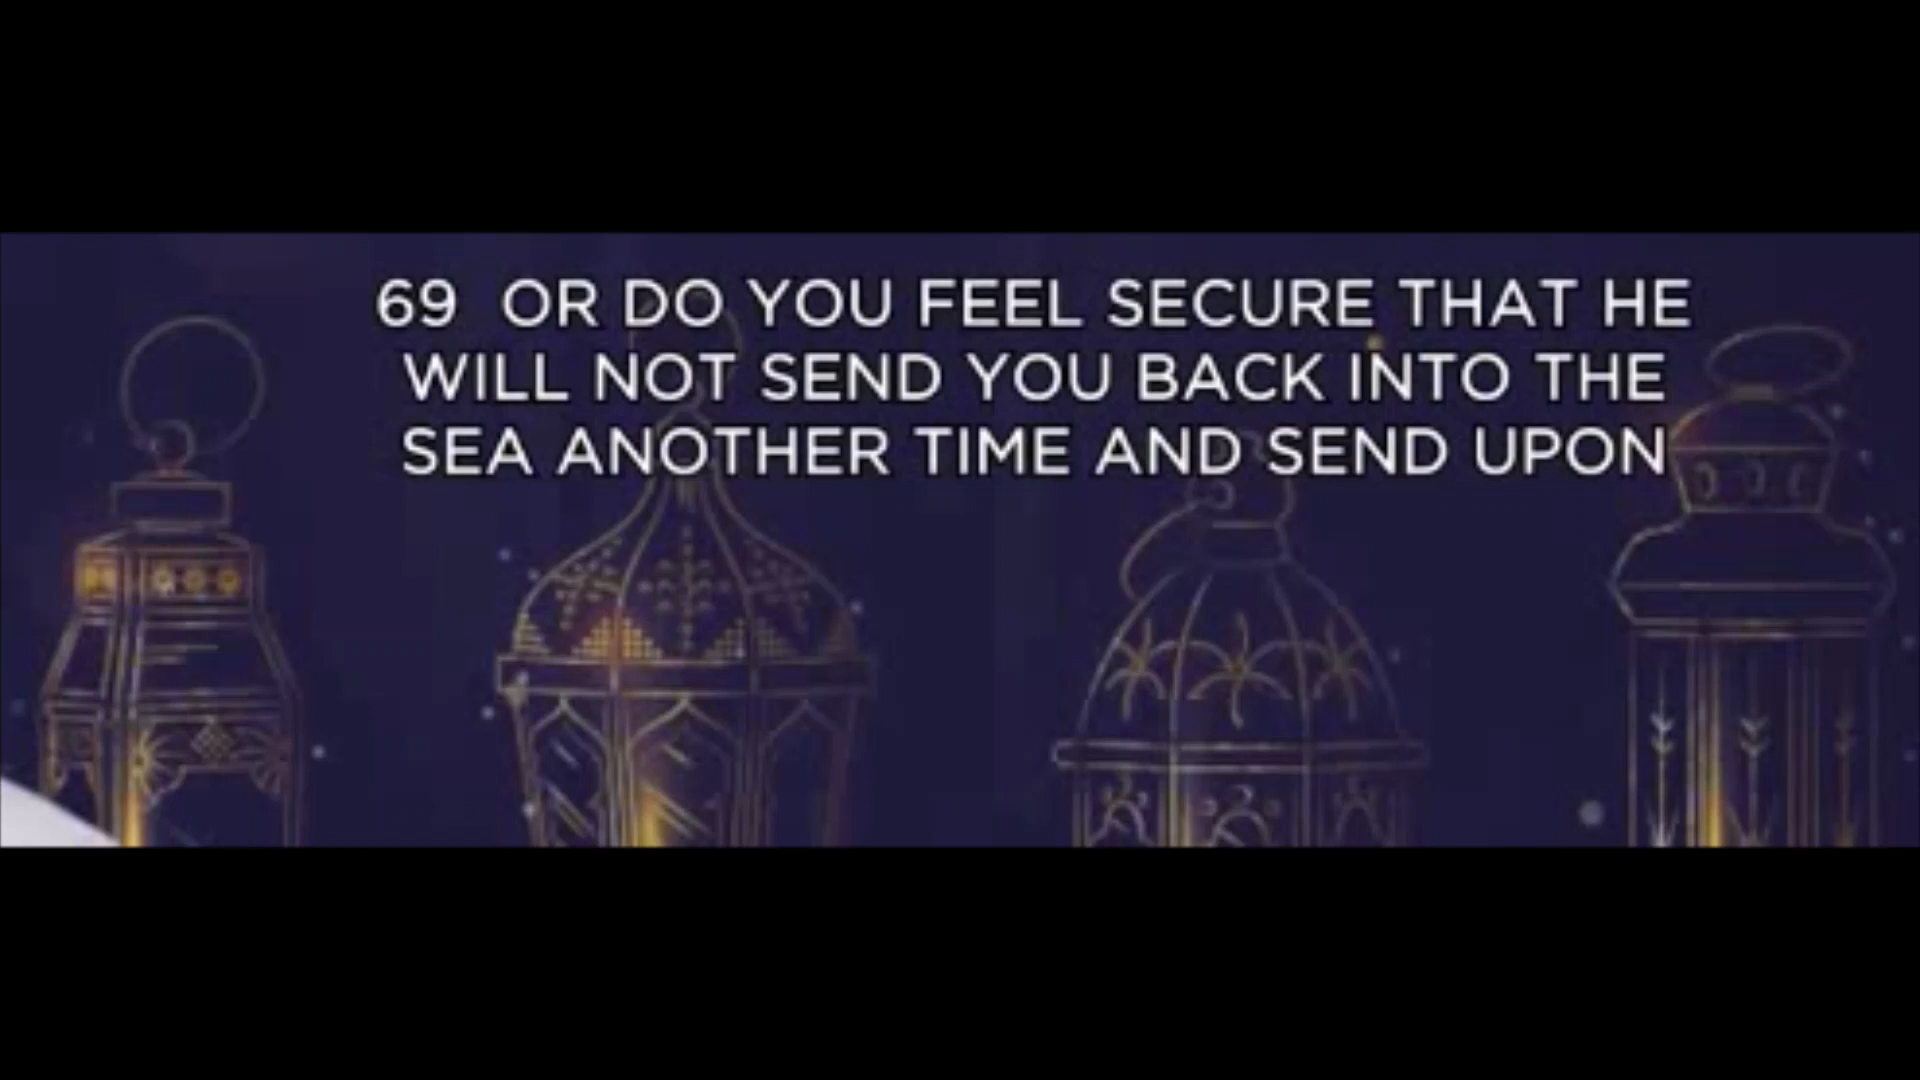 69 OR DO YOU FEEL SECURE THAT HE
WILL NOT SEND YOU BACK INTO THE
SEA ANOTHER TIME AND SEND UPON